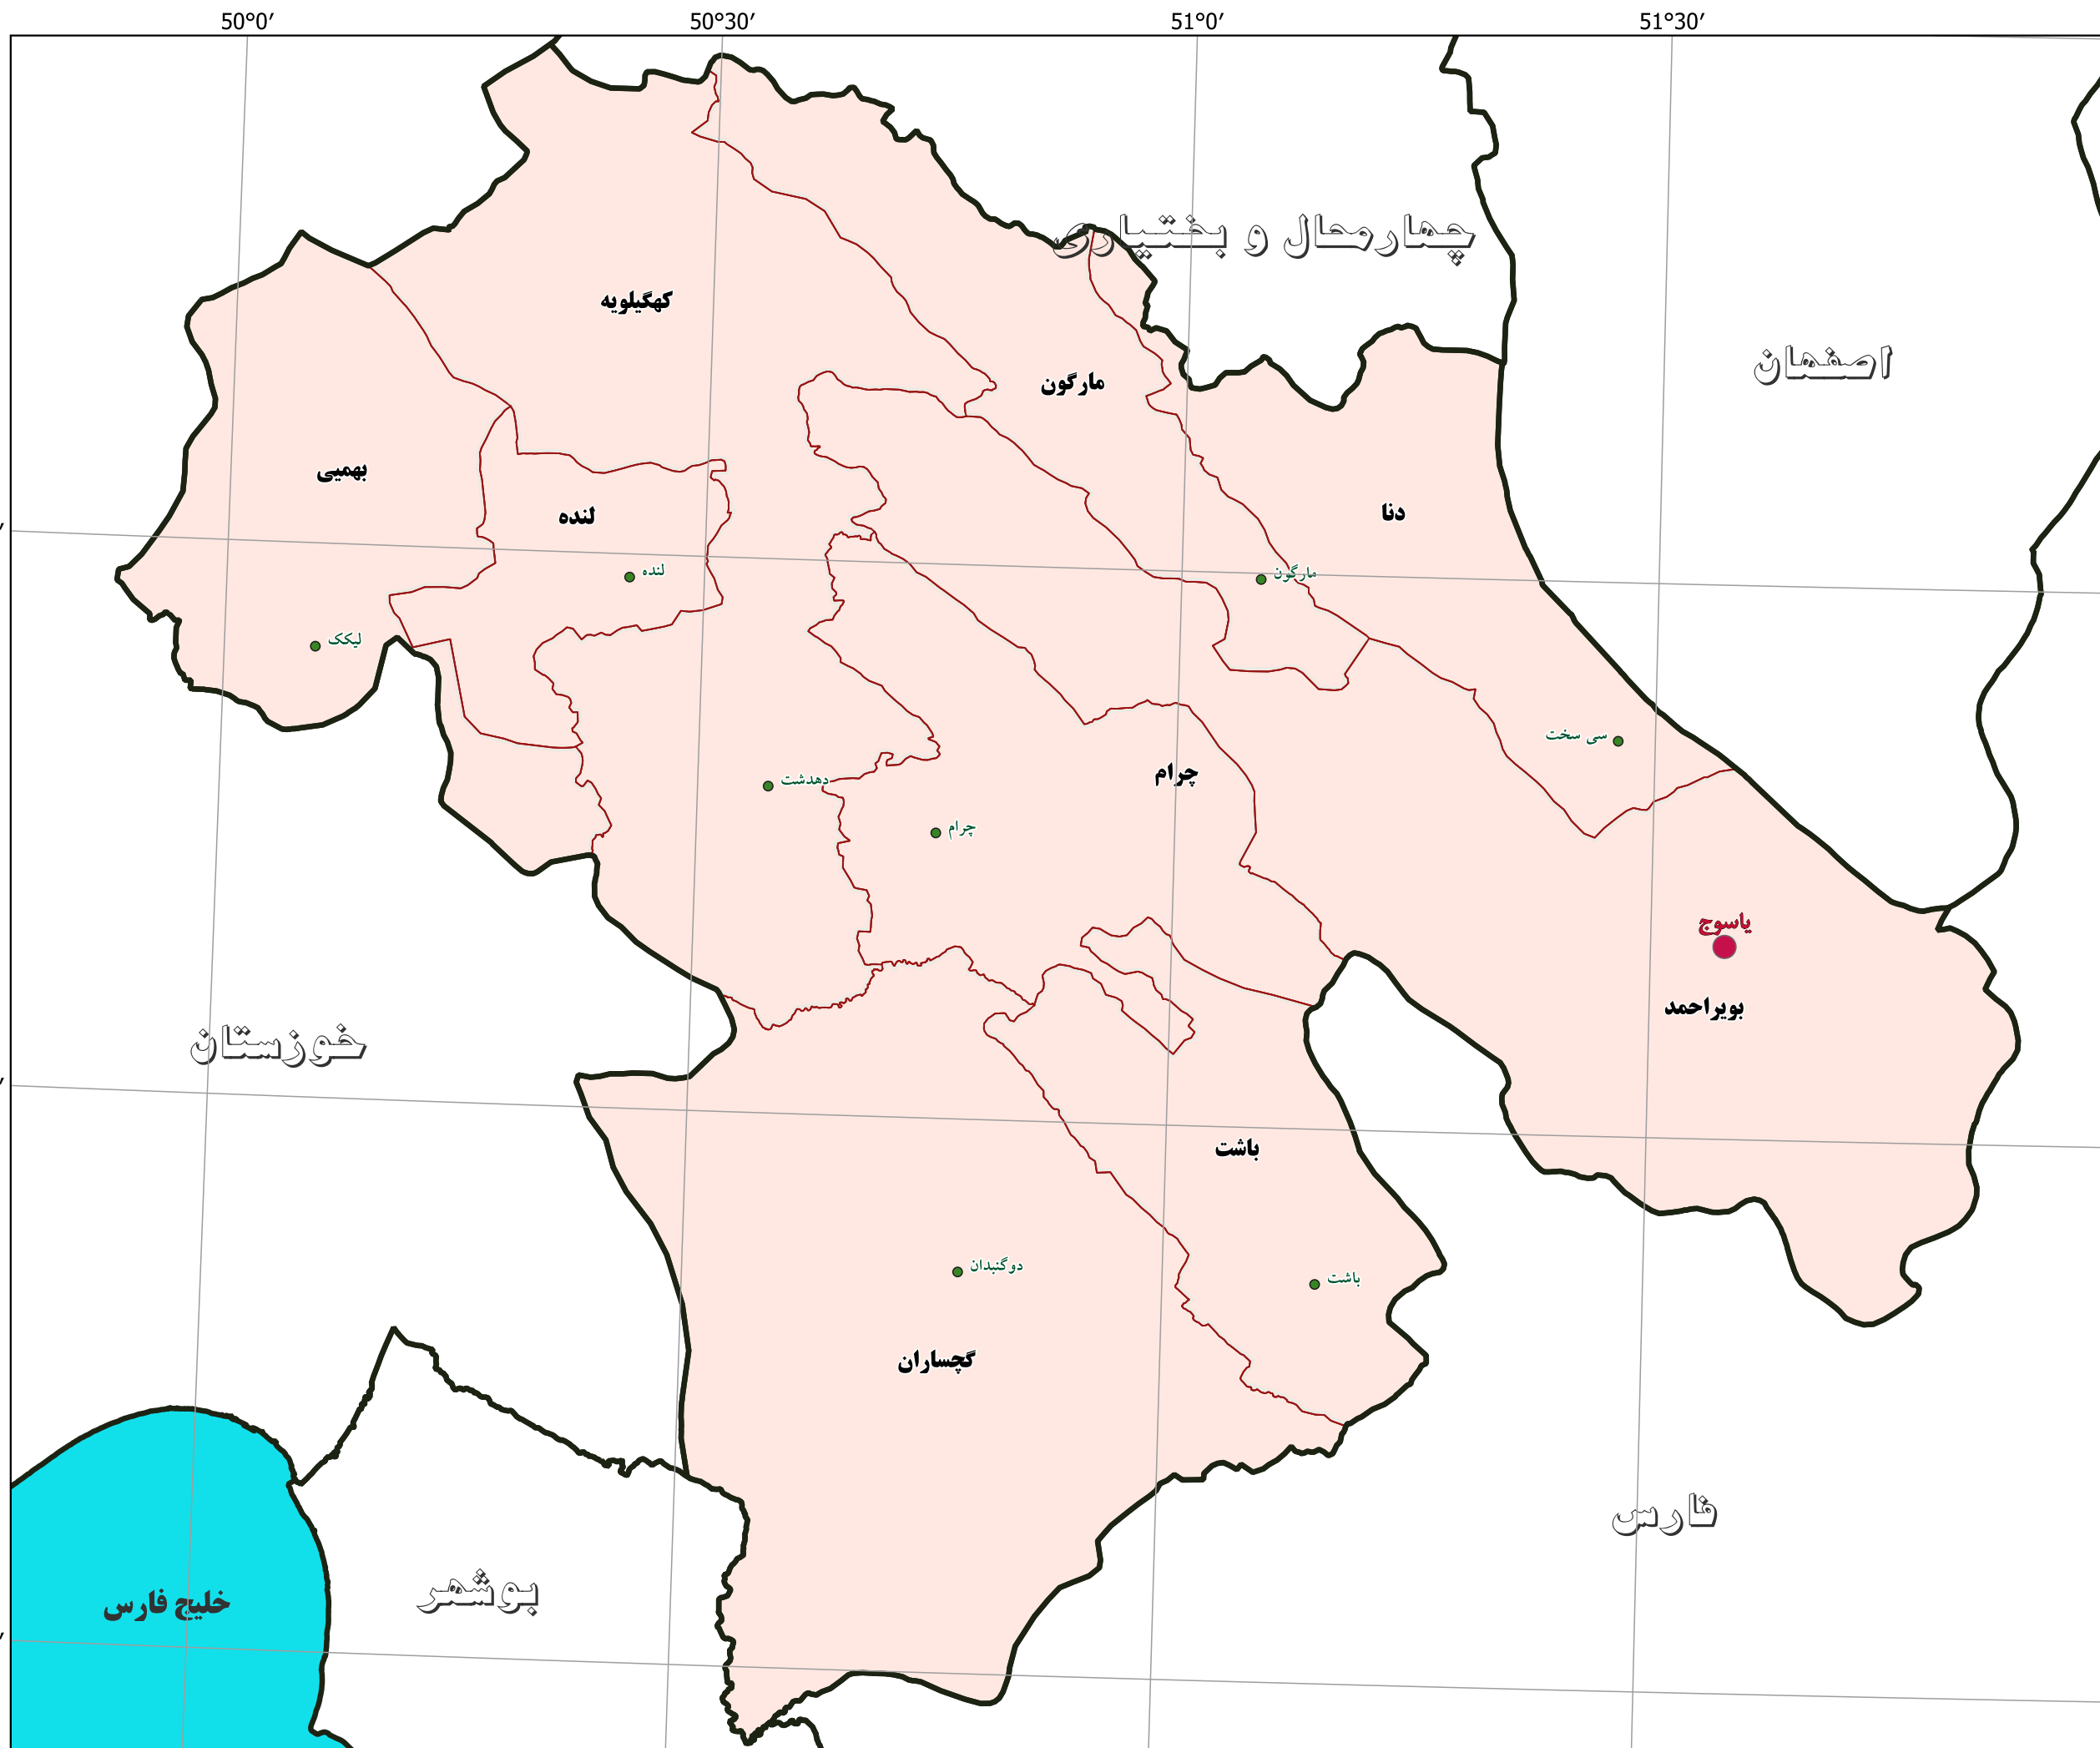 50°0′
50°30′
51°0′
51°30′
چهارمحال و بختیاری
کهگیلویه
اصفهان
مارگون
بهمیی
لنده
دنا
لنده
مارگون
لیکک
سی سخت
چرام
دهدشت
چرام
یاسوج
بویراحمد
خوزستان
باشت
دوگنبدان
باشت
گچساران
فارس
بوشهر
خلیج فارس